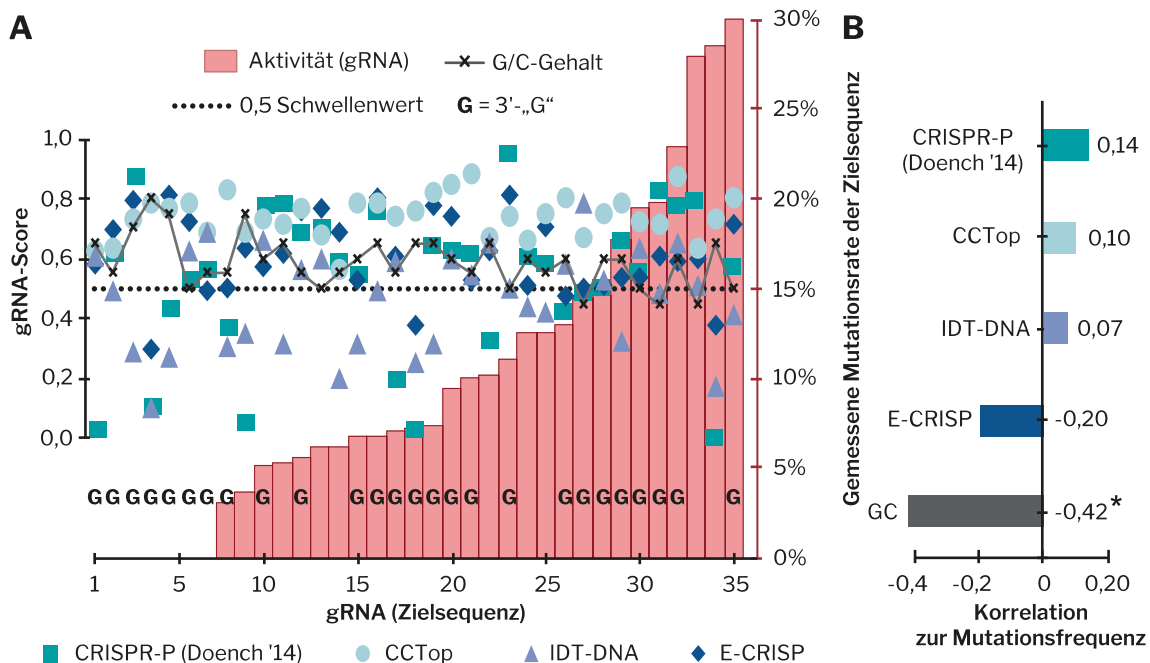 A
Aktivität (gRNA)
G/C-Gehalt
0,5 Schwellenwert
G = 3'-„G“
gRNA-Score
1,0
0,8
0,6
0,4
0,2
0,0
30%
25%
20%
15%
10%
5%
0%
G G G G G G G G G G G G G G G G G G G G G G G G G G
1 5 10 15 20 25 30 35
gRNA (Zielsequenz)
CRISPR-P (Doench '14) CCTop IDT-DNA E-CRISP
B
Gemessene Mutationsrate der Zielsequenz
CRISPR-P
(Doench '14)
0,14
CCTop
0,10
IDT-DNA
0,07
E-CRISP
-0,20
GC
-0,42*
-0,4 -0,2 0 0,20
Korrelation
zur Mutationsfrequenz